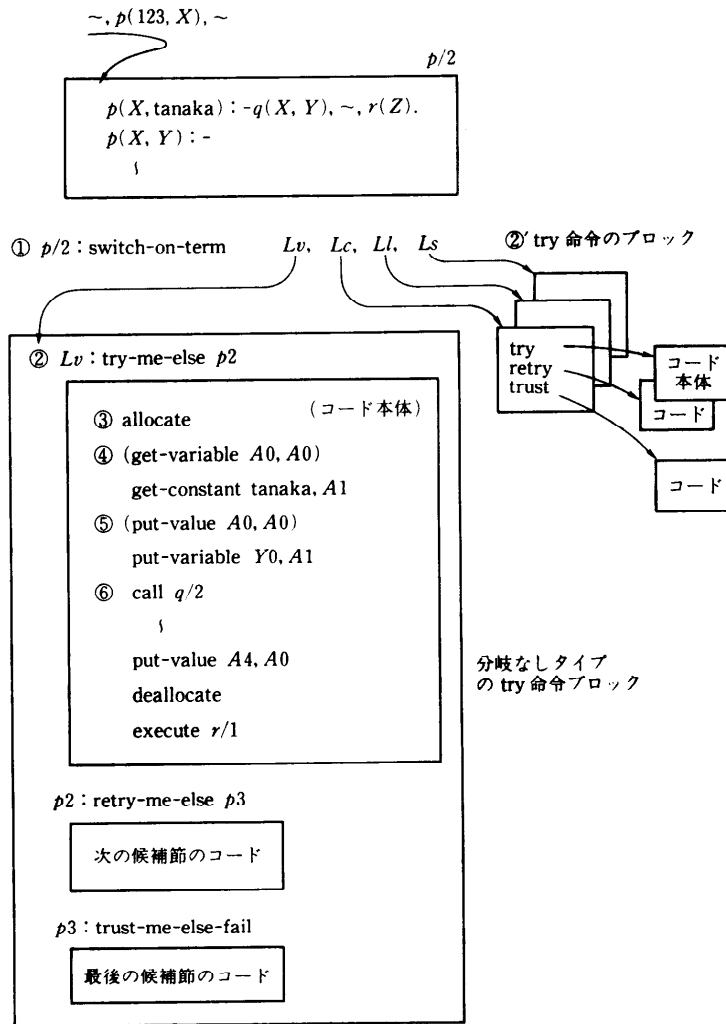 ~, p(123, X), ~
p/2
p(X, tanaka) : -q(X, Y), ~, r(Z).
p(X, Y) : -
~
① p/2 : switch-on-term Lv, Lc, Ll, Ls
②' try 命令のブロック
② Lv : try-me-else p2
try
retry
trust
コード
本体
コード
コード
(コード本体)
③ allocate
④ (get-variable A0, A0)
get-constant tanaka, A1
⑤ (put-value A0, A0)
put-variable Y0, A1
⑥ call q/2
~
put-value A4, A0
deallocate
execute r/1
分岐なしタイプ
の try 命令ブロック
p2 : retry-me-else p3
次の候補節のコード
p3 : trust-me-else-fail
最後の候補節のコード